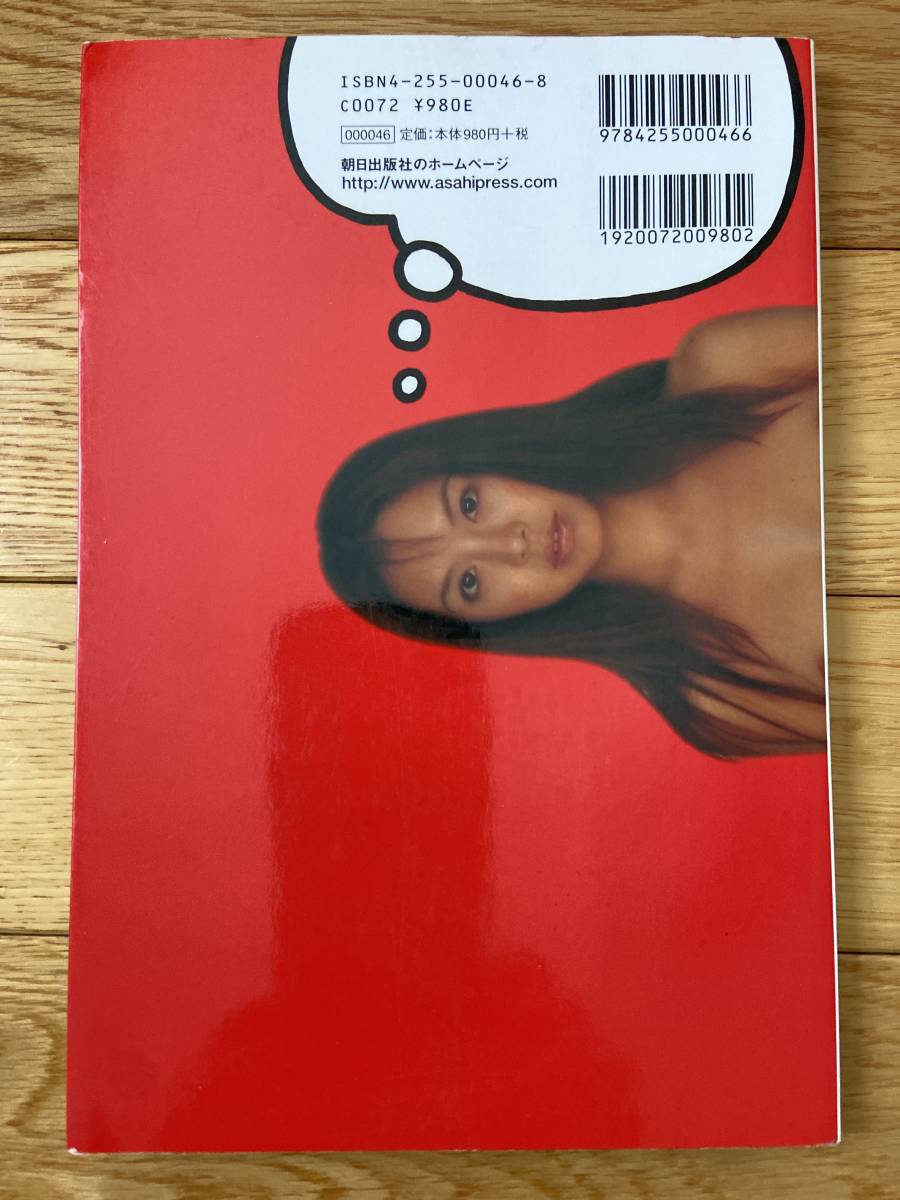 ISBN4-255-00046-8
C0072 ¥980E
000046 定価：本体980円＋税
朝日出版社のホームページ
http://www.asahipress.com
9784255000466
1920072009802